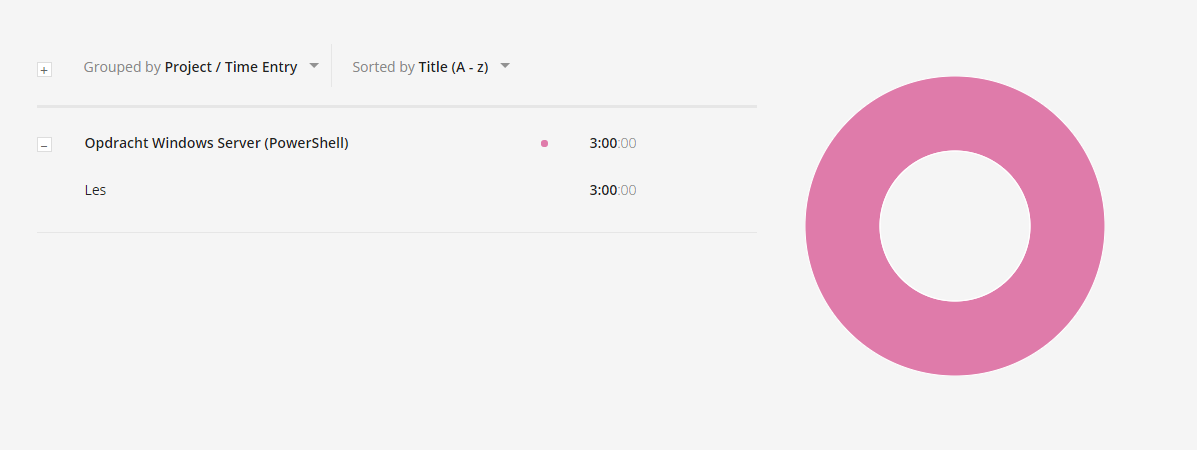 Grouped by Project / Time Entry Sorted by Title (A - z)
Opdracht Windows Server (PowerShell) 3:00:00
Les 3:00:00